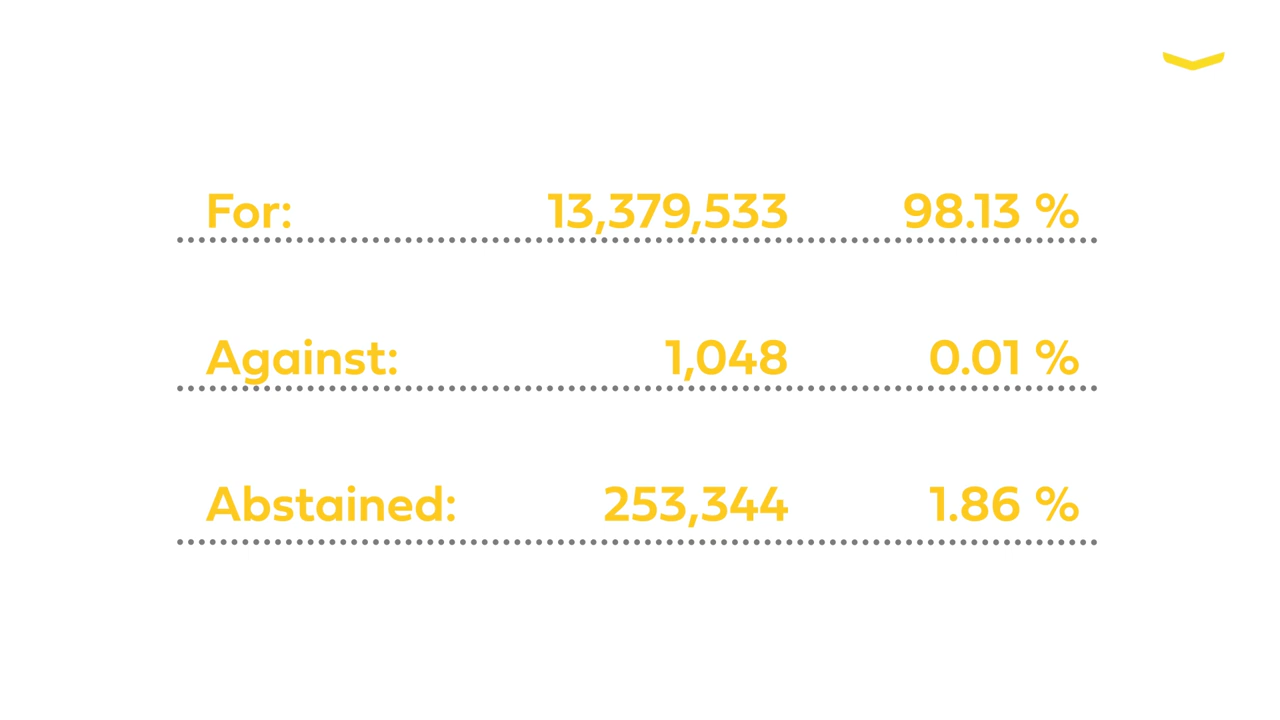 For: 13,379,533 98.13 %
Against: 1,048 0.01 %
Abstained: 253,344 1.86 %